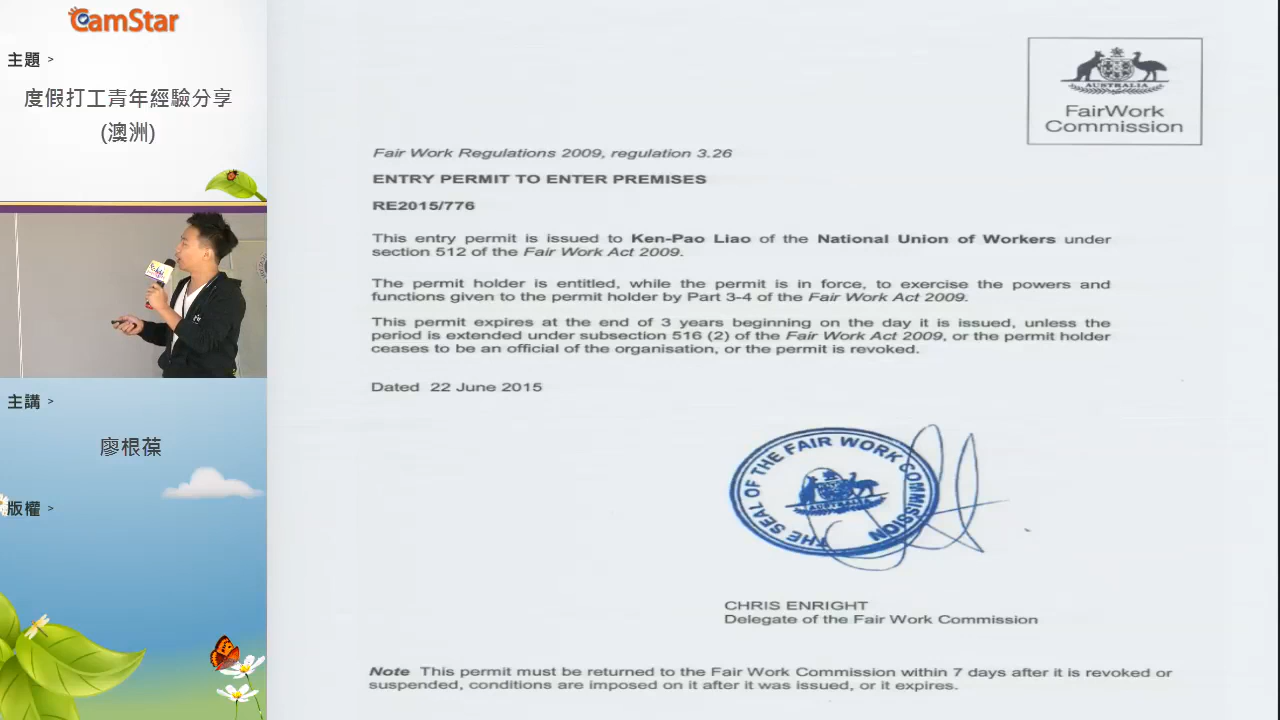 CamStar
主題 >
度假打工青年經驗分享
(澳洲)
主講 >
廖根葆
版權 >
AUSTRALIA
FairWork
Commission
Fair Work Regulations 2009, regulation 3.26
ENTRY PERMIT TO ENTER PREMISES
RE2015/776
This entry permit is issued to Ken-Pao Liao of the National Union of Workers under
section 512 of the Fair Work Act 2009.
The permit holder is entitled, while the permit is in force, to exercise the powers and
functions given to the permit holder by Part 3-4 of the Fair Work Act 2009.
This permit expires at the end of 3 years beginning on the day it is issued, unless the
period is extended under subsection 516 (2) of the Fair Work Act 2009, or the permit holder
ceases to be an official of the organisation, or the permit is revoked.
Dated 22 June 2015
THE SEAL OF THE FAIR WORK COMMISSION
AUSTRALIA
CHRIS ENRIGHT
Delegate of the Fair Work Commission
Note This permit must be returned to the Fair Work Commission within 7 days after it is revoked or
suspended, conditions are imposed on it after it was issued, or it expires.